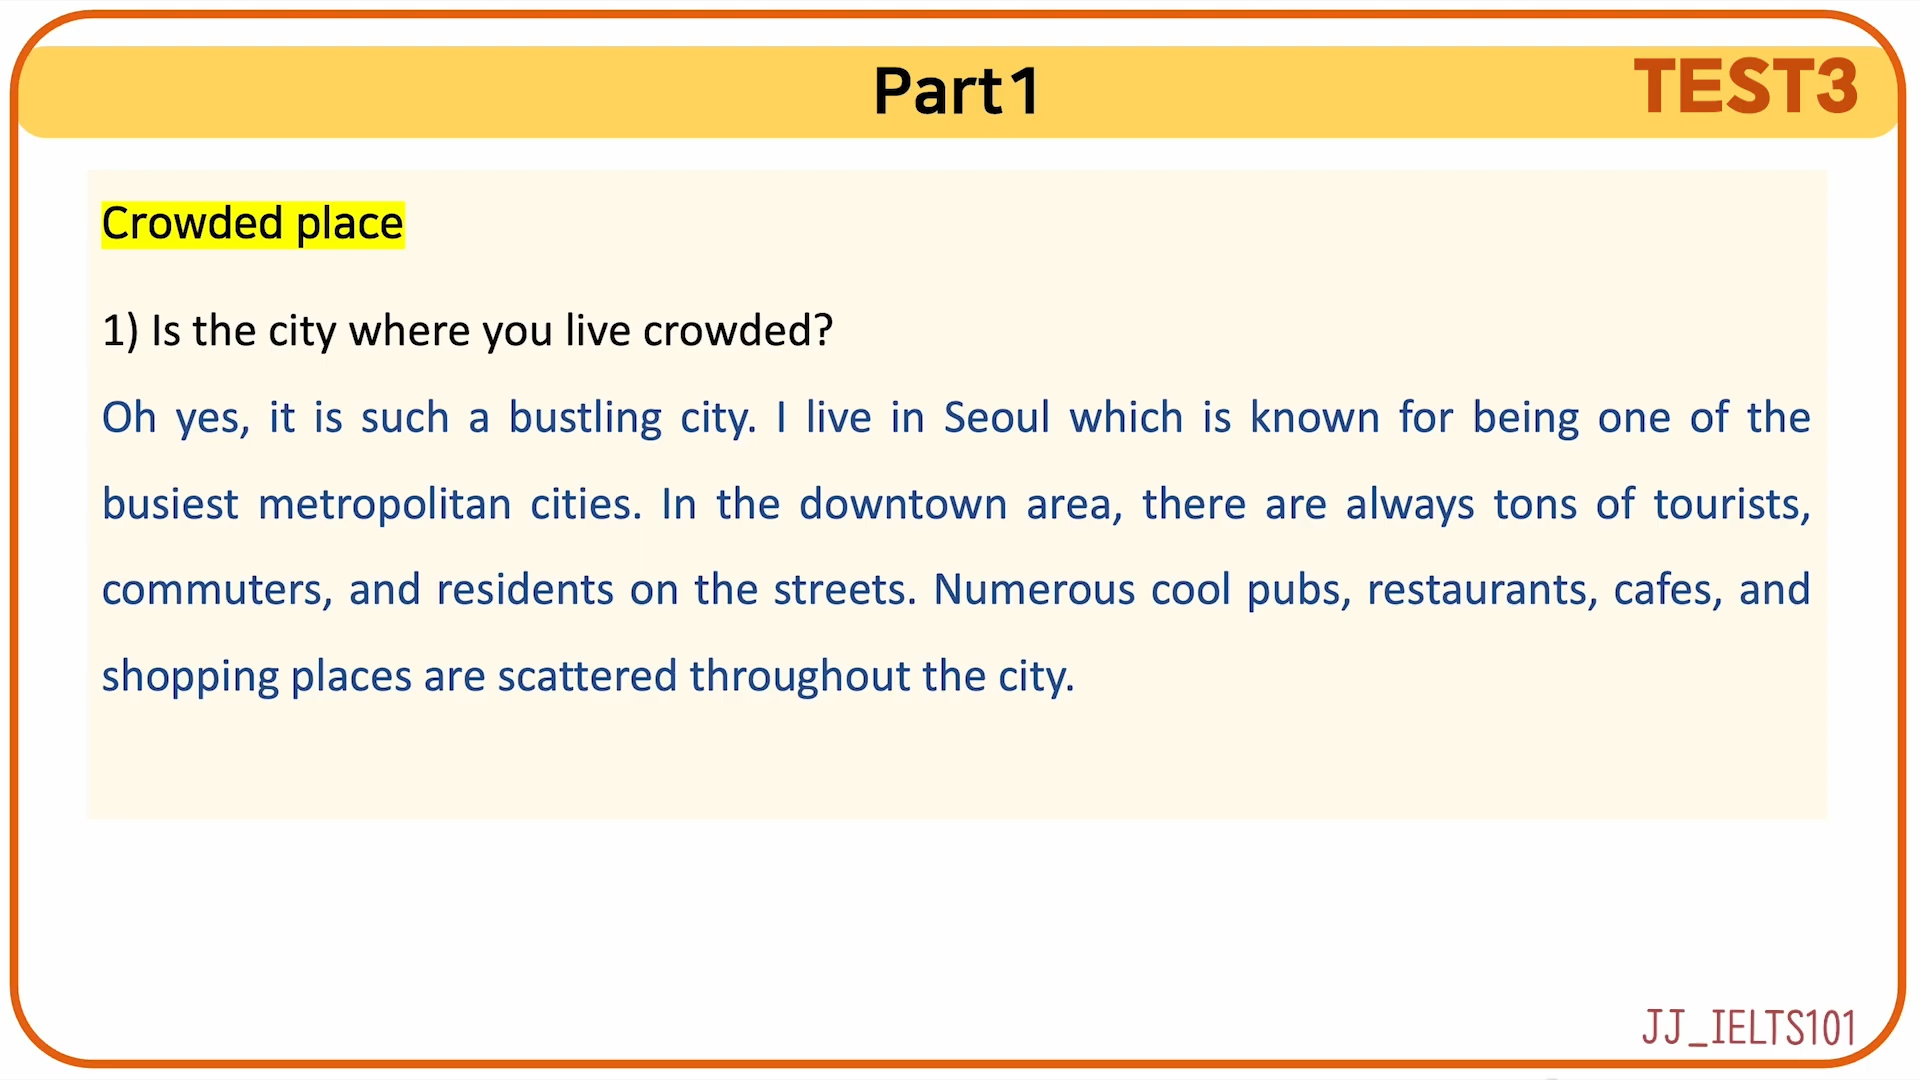 Part1
TEST3
Crowded place
1) Is the city where you live crowded?
Oh yes, it is such a bustling city. I live in Seoul which is known for being one of the
busiest metropolitan cities. In the downtown area, there are always tons of tourists,
commuters, and residents on the streets. Numerous cool pubs, restaurants, cafes, and
shopping places are scattered throughout the city.
JJ_IELTS101